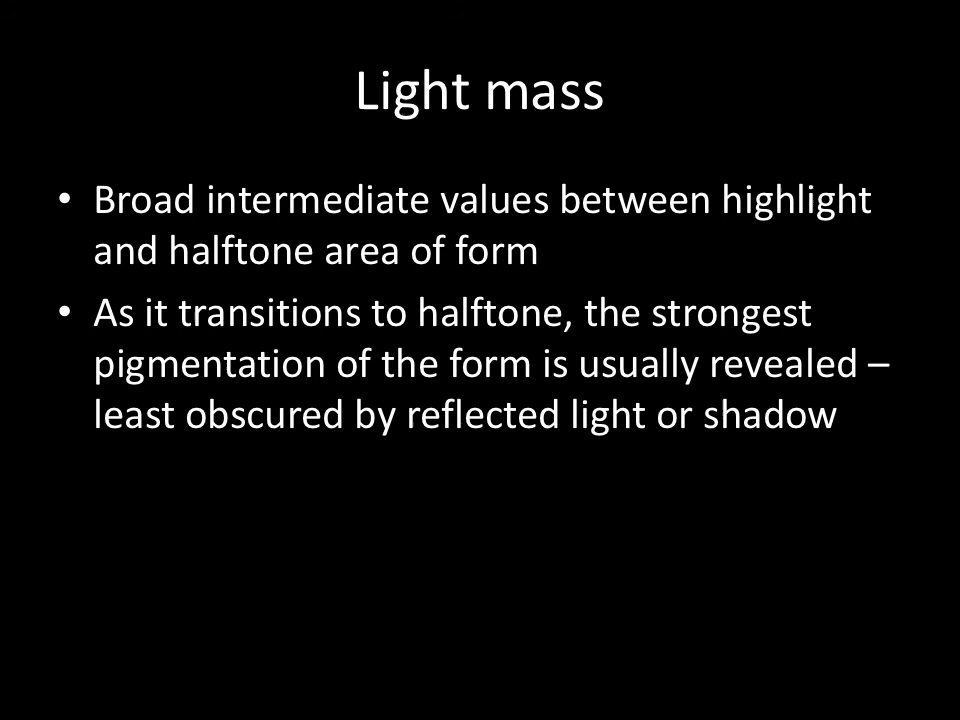 Light mass
• Broad intermediate values between highlight
and halftone area of form
• As it transitions to halftone, the strongest
pigmentation of the form is usually revealed –
least obscured by reflected light or shadow